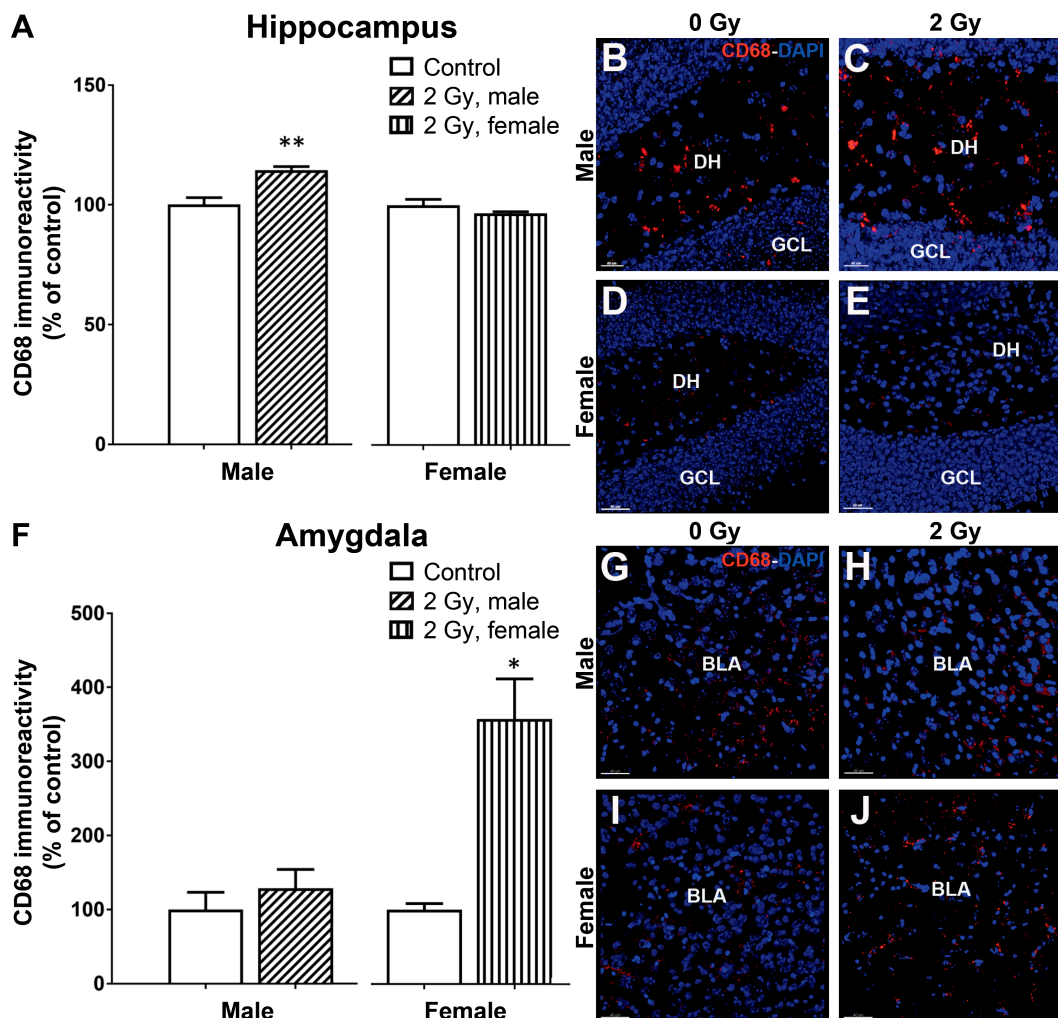 A
Hippocampus
Control
2 Gy, male
2 Gy, female
CD68 immunoreactivity
(% of control)
150
100
50
0
**
Male
Female
0 Gy
2 Gy
Male
Female
B
CD68-DAPI
DH
GCL
C
DH
GCL
D
DH
GCL
E
DH
GCL
F
Amygdala
Control
2 Gy, male
2 Gy, female
CD68 immunoreactivity
(% of control)
500
400
300
200
100
0
*
Male
Female
0 Gy
2 Gy
Male
Female
G
CD68-DAPI
BLA
H
BLA
I
BLA
J
BLA